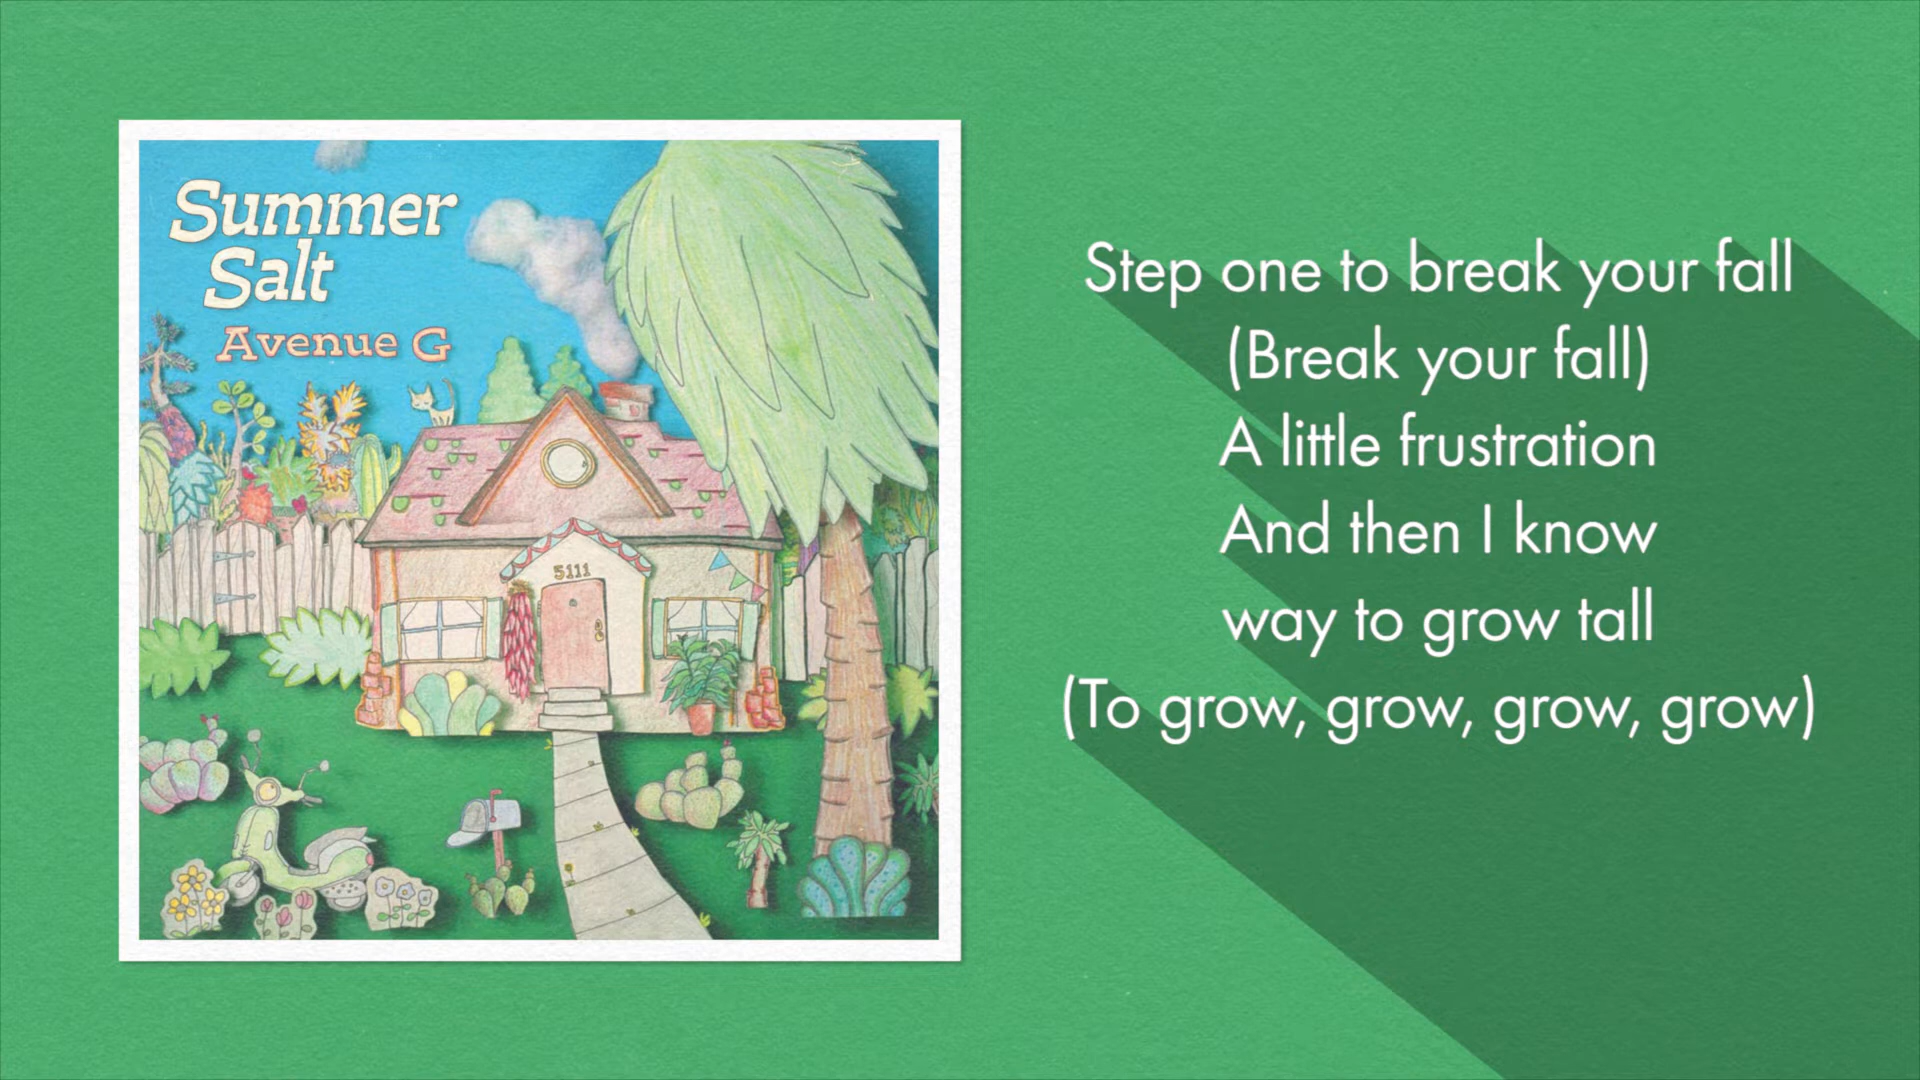 Summer
Salt
Avenue G
5111
Step one to break your fall
(Break your fall)
A little frustration
And then I know
way to grow tall
(To grow, grow, grow, grow)